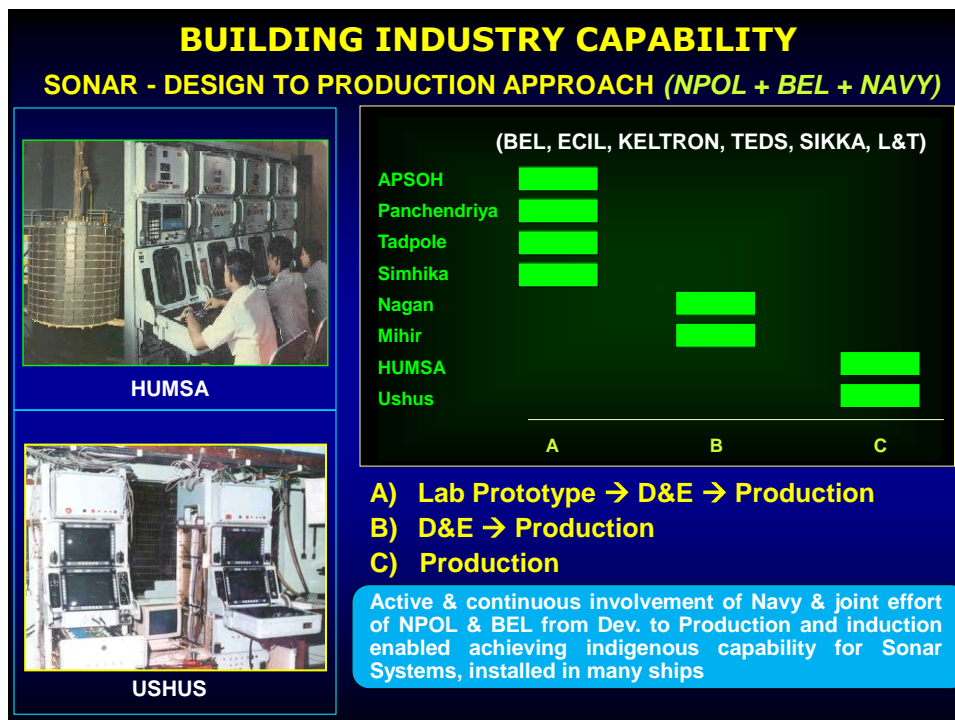 BUILDING INDUSTRY CAPABILITY
SONAR - DESIGN TO PRODUCTION APPROACH (NPOL + BEL + NAVY)
HUMSA
USHUS
(BEL, ECIL, KELTRON, TEDS, SIKKA, L&T)
APSOH
Panchendriya
Tadpole
Simhika
Nagan
Mihir
HUMSA
Ushus
A B C
A) Lab Prototype → D&E → Production
B) D&E → Production
C) Production
Active & continuous involvement of Navy & joint effort
of NPOL & BEL from Dev. to Production and induction
enabled achieving indigenous capability for Sonar
Systems, installed in many ships